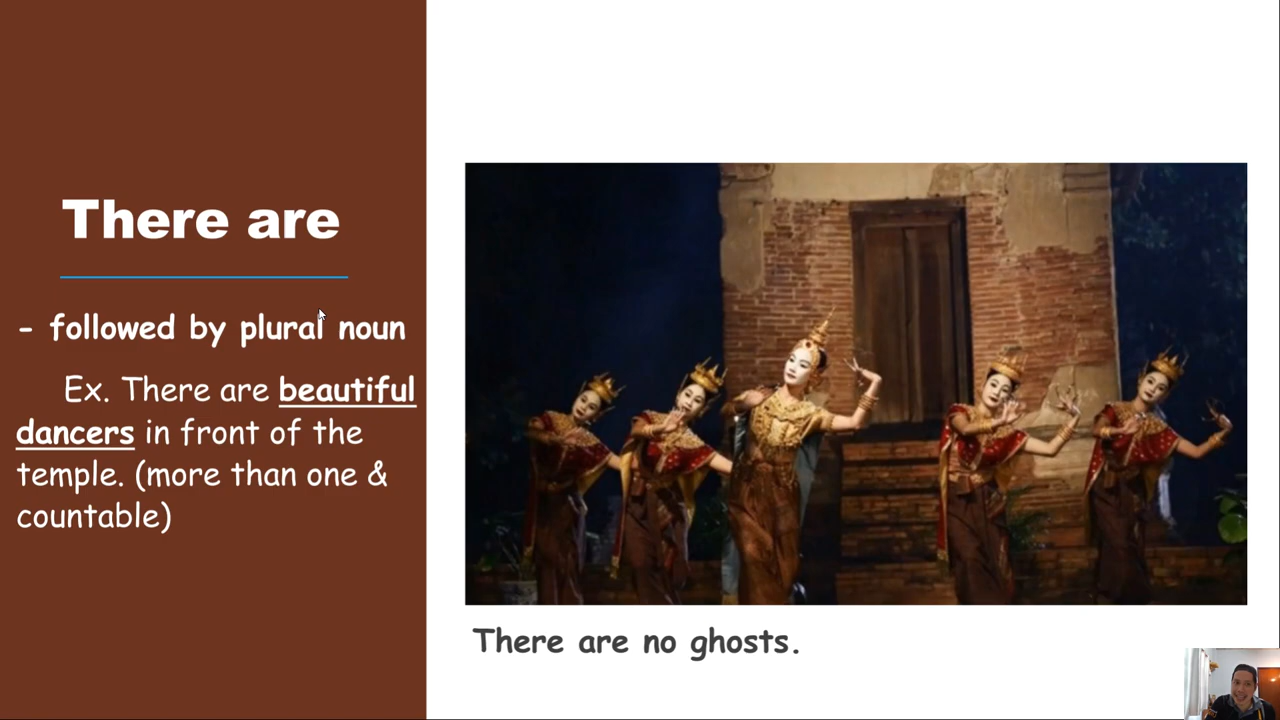 There are
- followed by plural noun
Ex. There are beautiful
dancers in front of the
temple. (more than one &
countable)
There are no ghosts.